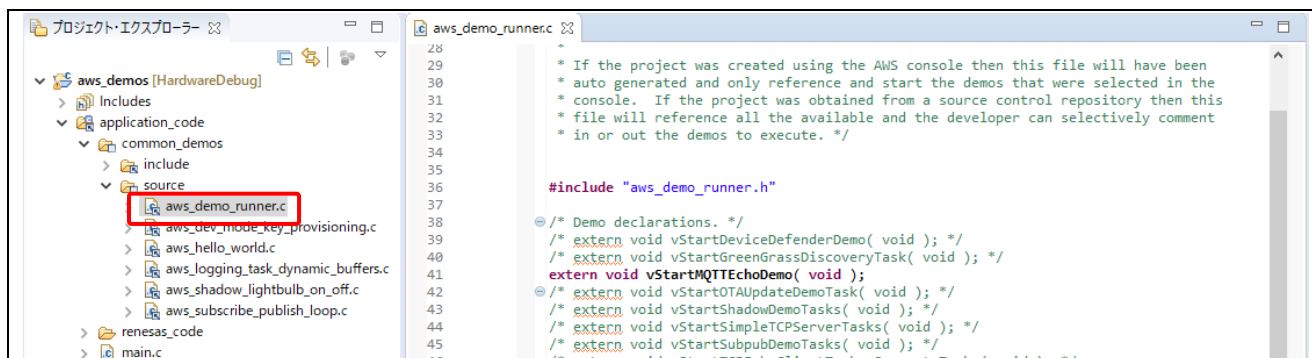 プロジェクト・エクスプローラー
aws_demos [HardwareDebug]
Includes
application_code
common_demos
include
source
aws_demo_runner.c
aws_dev_mode_key_provisioning.c
aws_hello_world.c
aws_logging_task_dynamic_buffers.c
aws_shadow_lightbulb_on_off.c
aws_subscribe_publish_loop.c
renesas_code
main.c
aws_demo_runner.c
28 *
29 * If the project was created using the AWS console then this file will have been
30 * auto generated and only reference and start the demos that were selected in the
31 * console.  If the project was obtained from a source control repository then this
32 * file will reference all the available and the developer can selectively comment
33 * in or out the demos to execute. */
34
35
36 #include "aws_demo_runner.h"
37
38 /* Demo declarations. */
39 /* extern void vStartDeviceDefenderDemo( void ); */
40 /* extern void vStartGreenGrassDiscoveryTask( void ); */
41 extern void vStartMQTTEchoDemo( void );
42 /* extern void vStartOTAUpdateDemoTask( void ); */
43 /* extern void vStartShadowDemoTasks( void ); */
44 /* extern void vStartSimpleTCPServerTasks( void ); */
45 /* extern void vStartSubpubDemoTasks( void ); */